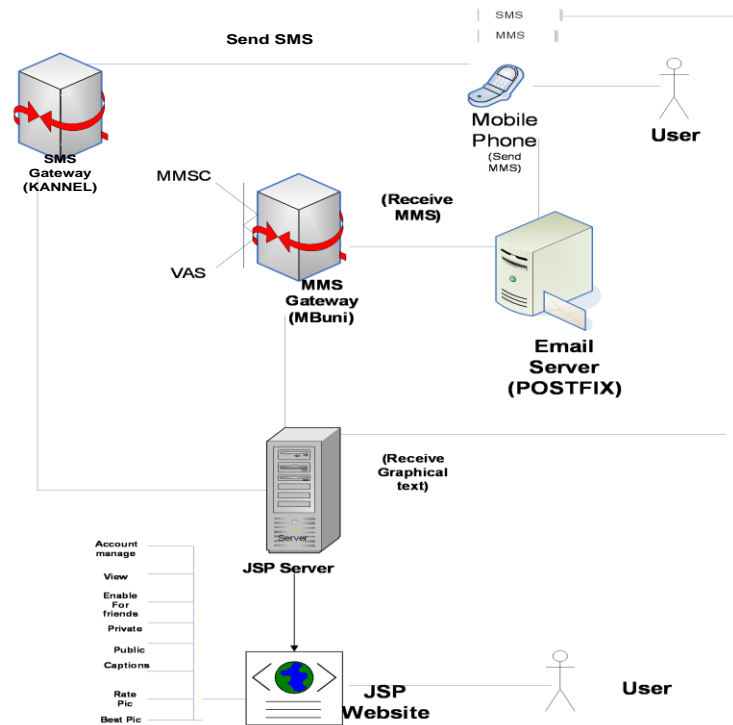 SMS
MMS
Send SMS
Mobile
Phone
(Send
MMS)
User
SMS
Gateway
(KANNEL)
MMSC
VAS
(Receive
MMS)
MMS
Gateway
(MBuni)
Email
Server
(POSTFIX)
(Receive
Graphical
text)
Server
JSP Server
Account
manage
View
Enable
For
friends
Private
Public
Captions
Rate
Pic
Best Pic
JSP
Website
User